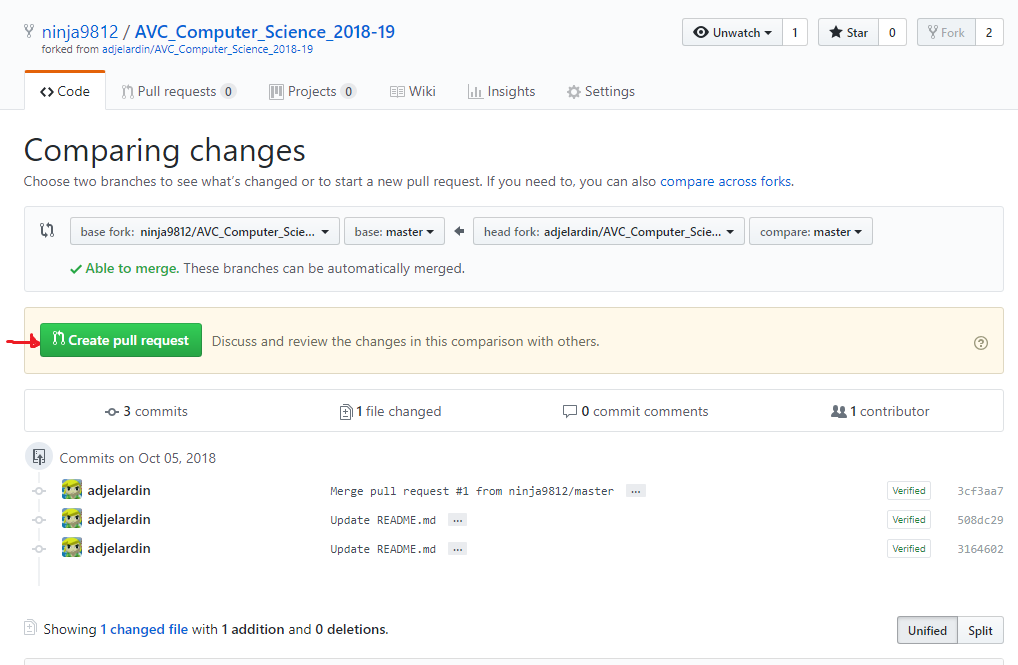 ninja9812 / AVC_Computer_Science_2018-19
forked from adjelardin/AVC_Computer_Science_2018-19
Unwatch 1 Star 0 Fork 2
Code Pull requests 0 Projects 0 Wiki Insights Settings
Comparing changes
Choose two branches to see what's changed or to start a new pull request. If you need to, you can also compare across forks.
base fork: ninja9812/AVC_Computer_Scie... base: master head fork: adjelardin/AVC_Computer_Scie... compare: master
Able to merge. These branches can be automatically merged.
Create pull request Discuss and review the changes in this comparison with others.
3 commits 1 file changed 0 commit comments 1 contributor
Commits on Oct 05, 2018
adjelardin Merge pull request #1 from ninja9812/master ... Verified 3cf3aa7
adjelardin Update README.md ... Verified 508dc29
adjelardin Update README.md ... Verified 3164602
Showing 1 changed file with 1 addition and 0 deletions. Unified Split